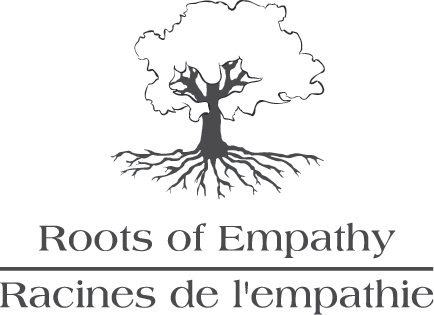 Roots of Empathy
Racines de l'empathie